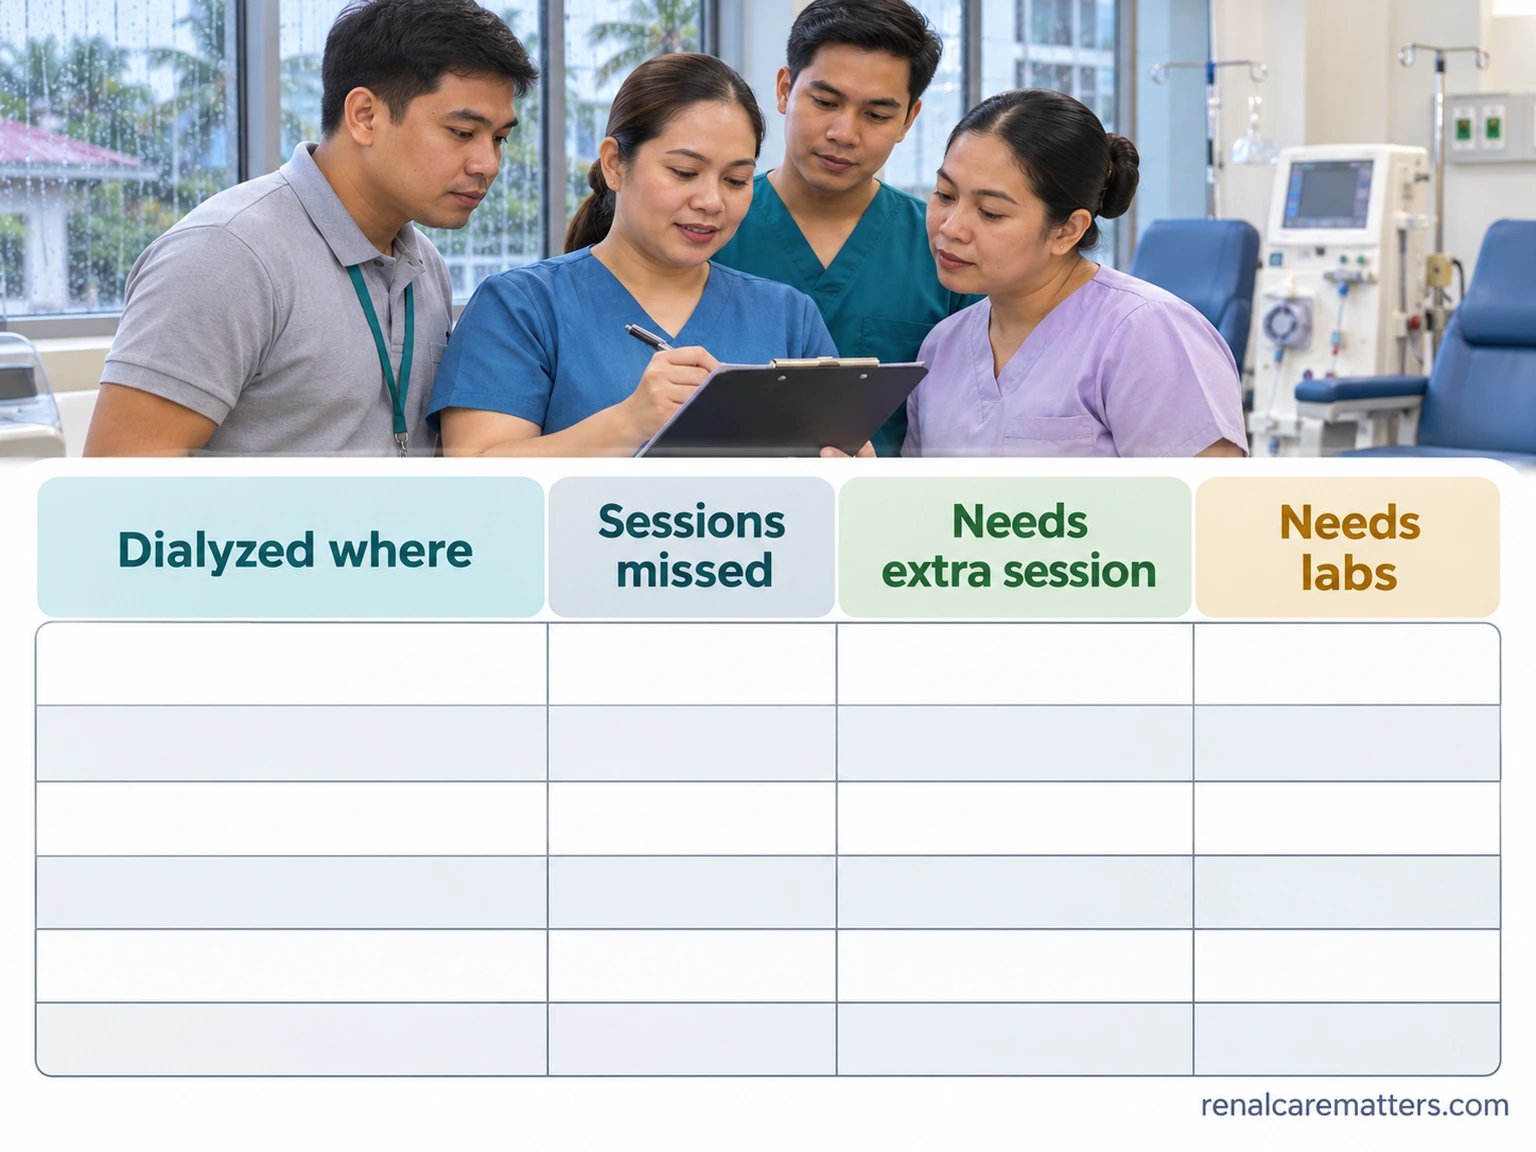 Dialyzed where
Sessions
missed
Needs
extra session
Needs
labs
renalcarematters.com